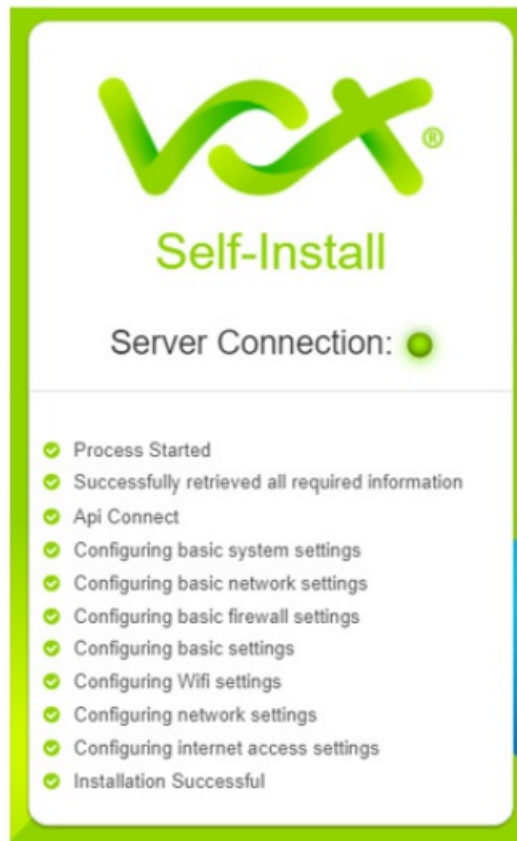 VOX®
Self-Install
Server Connection:
Process Started
Successfully retrieved all required information
Api Connect
Configuring basic system settings
Configuring basic network settings
Configuring basic firewall settings
Configuring basic settings
Configuring Wifi settings
Configuring network settings
Configuring internet access settings
Installation Successful